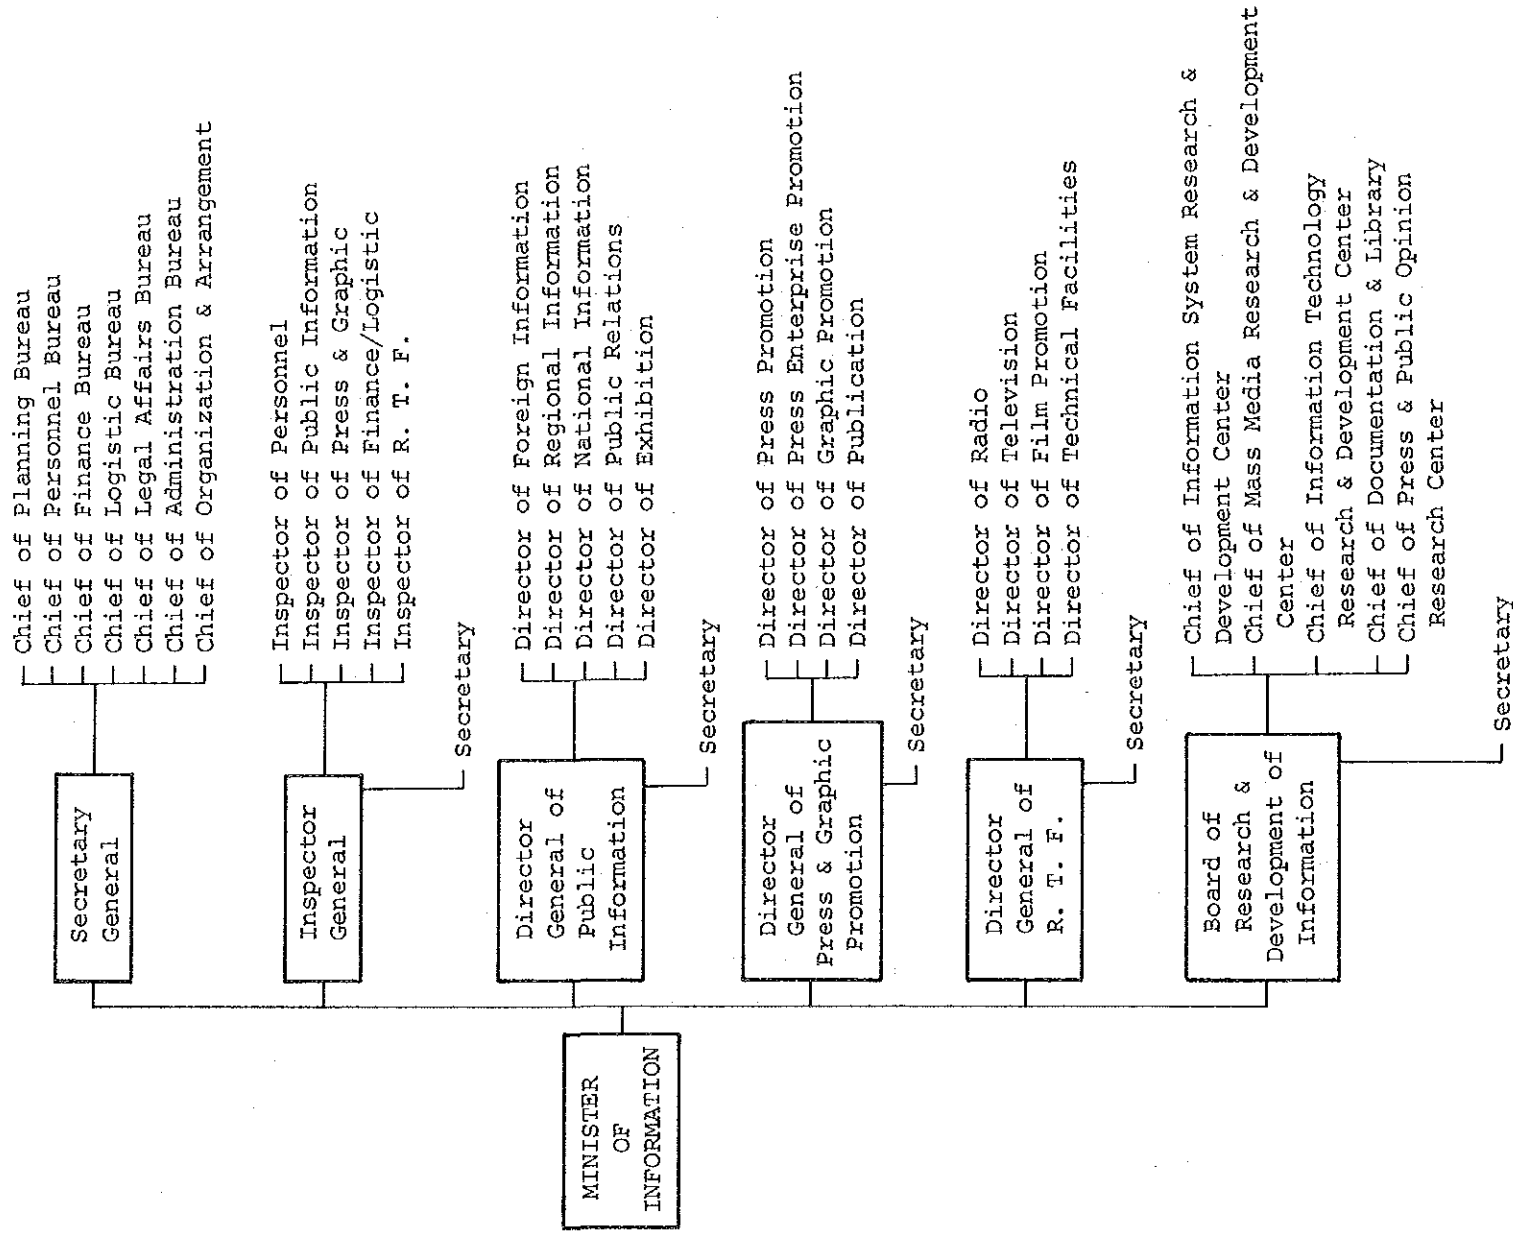 MINISTER
OF
INFORMATION
Secretary
General
Chief of Planning Bureau
Chief of Personnel Bureau
Chief of Finance Bureau
Chief of Logistic Bureau
Chief of Legal Affairs Bureau
Chief of Administration Bureau
Chief of Organization & Arrangement
Inspector
General
Inspector of Personnel
Inspector of Public Information
Inspector of Press & Graphic
Inspector of Finance/Logistic
Inspector of R. T. F.
Secretary
Director
General of
Public
Information
Director of Foreign Information
Director of Regional Information
Director of National Information
Director of Public Relations
Director of Exhibition
Secretary
Director
General of
Press & Graphic
Promotion
Director of Press Promotion
Director of Press Enterprise Promotion
Director of Graphic Promotion
Director of Publication
Secretary
Director
General of
R. T. F.
Director of Radio
Director of Television
Director of Film Promotion
Director of Technical Facilities
Secretary
Board of
Research &
Development of
Information
Chief of Information System Research &
Development Center
Chief of Mass Media Research & Development
Center
Chief of Information Technology
Research & Development Center
Chief of Documentation & Library
Chief of Press & Public Opinion
Research Center
Secretary